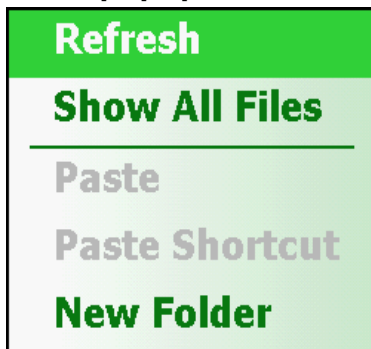 Refresh
Show All Files
Paste
Paste Shortcut
New Folder